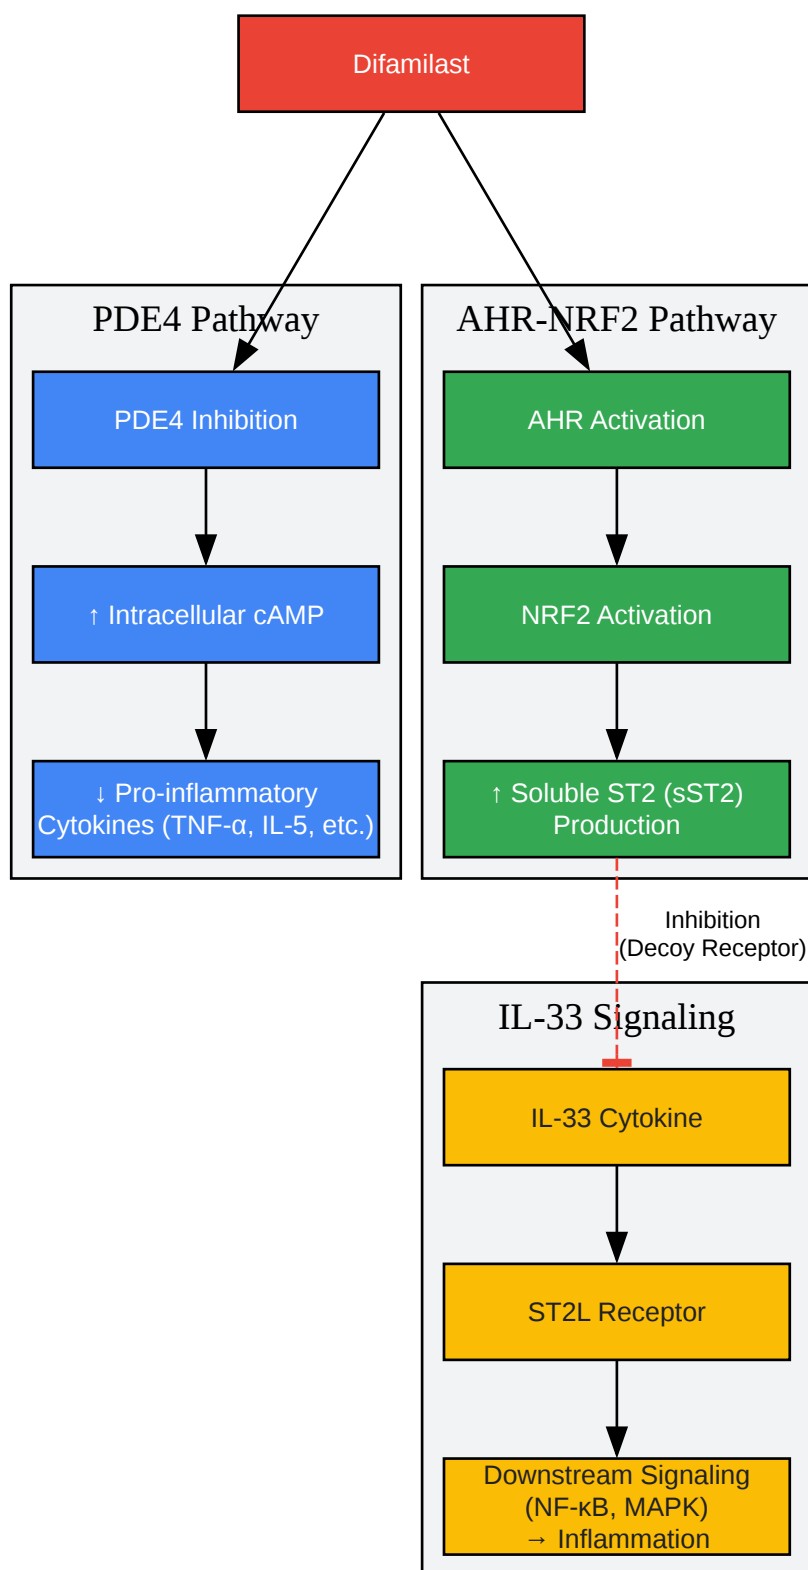 Difamilast
PDE4 Pathway
PDE4 Inhibition
↑ Intracellular cAMP
↓ Pro-inflammatory
Cytokines (TNF-α, IL-5, etc.)
AHR-NRF2 Pathway
AHR Activation
NRF2 Activation
↑ Soluble ST2 (sST2)
Production
Inhibition
(Decoy Receptor)
IL-33 Signaling
IL-33 Cytokine
ST2L Receptor
Downstream Signaling
(NF-κB, MAPK)
→ Inflammation